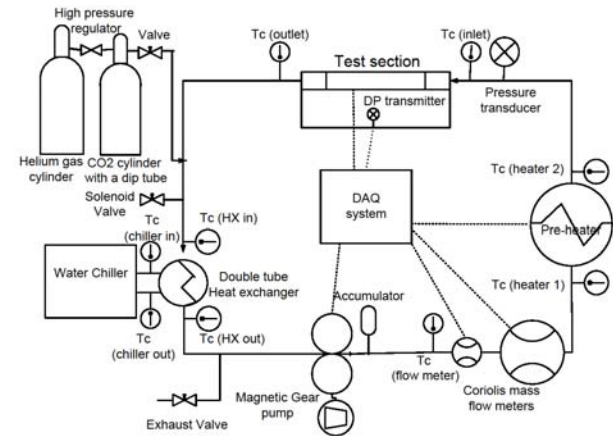 High pressure
regulator
Valve
Tc (outlet)
Tc (inlet)
Test section
DP transmitter
Pressure
transducer
Helium gas
cylinder
CO2 cylinder
with a dip tube
Solenoid
Valve
Tc
(chiller in)
Tc (HX in)
DAQ
system
Tc (heater 2)
Pre-heater
Water Chiller
Double tube
Heat exchanger
Accumulator
Tc (heater 1)
Tc
(chiller out)
Tc (HX out)
Tc
(flow meter)
Coriolis mass
flow meters
Magnetic Gear
pump
Exhaust Valve